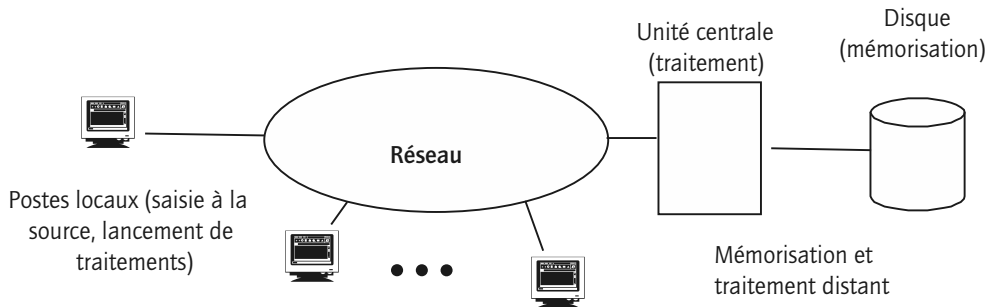 Disque
(mémorisation)
Unité centrale
(traitement)
Réseau
Postes locaux (saisie à la
source, lancement de
traitements)
Mémorisation et
traitement distant